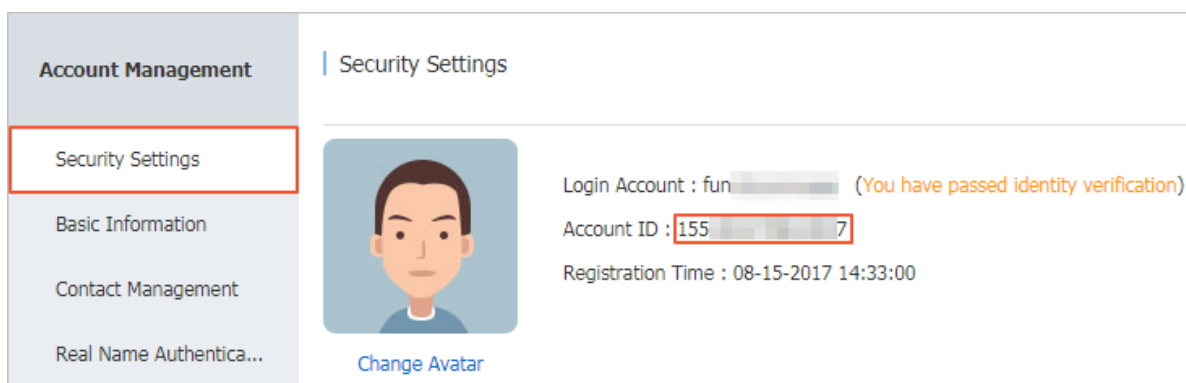 Account Management
Security Settings
Basic Information
Contact Management
Real Name Authentica...
Security Settings
Login Account : fun (You have passed identity verification)
Account ID : 155 7
Registration Time : 08-15-2017 14:33:00
Change Avatar